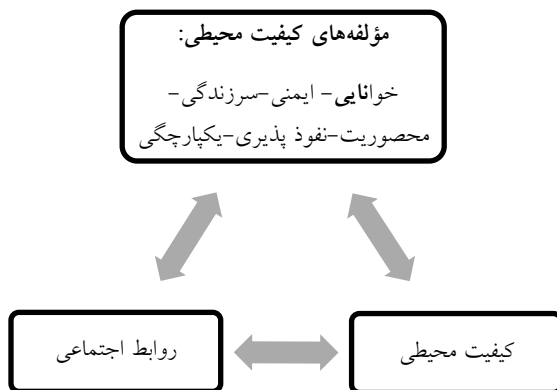 مؤلفه‌های کیفیت محیطی:
خوانایی- ایمنی-سرزندگی-
محصوریت-نفوذ پذیری-یکپارچگی
کیفیت محیطی
روابط اجتماعی